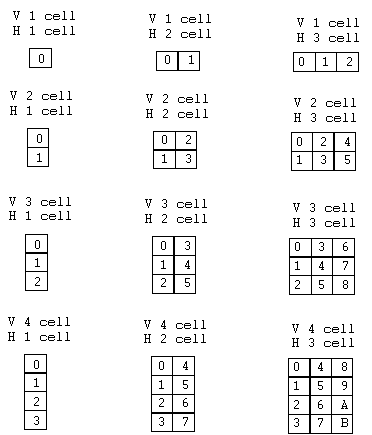 V 1 cell
H 1 cell
0
V 1 cell
H 2 cell
0 1
V 1 cell
H 3 cell
0 1 2
V 2 cell
H 1 cell
0
1
V 2 cell
H 2 cell
0 2
1 3
V 2 cell
H 3 cell
0 2 4
1 3 5
V 3 cell
H 1 cell
0
1
2
V 3 cell
H 2 cell
0 3
1 4
2 5
V 3 cell
H 3 cell
0 3 6
1 4 7
2 5 8
V 4 cell
H 1 cell
0
1
2
3
V 4 cell
H 2 cell
0 4
1 5
2 6
3 7
V 4 cell
H 3 cell
0 4 8
1 5 9
2 6 A
3 7 B